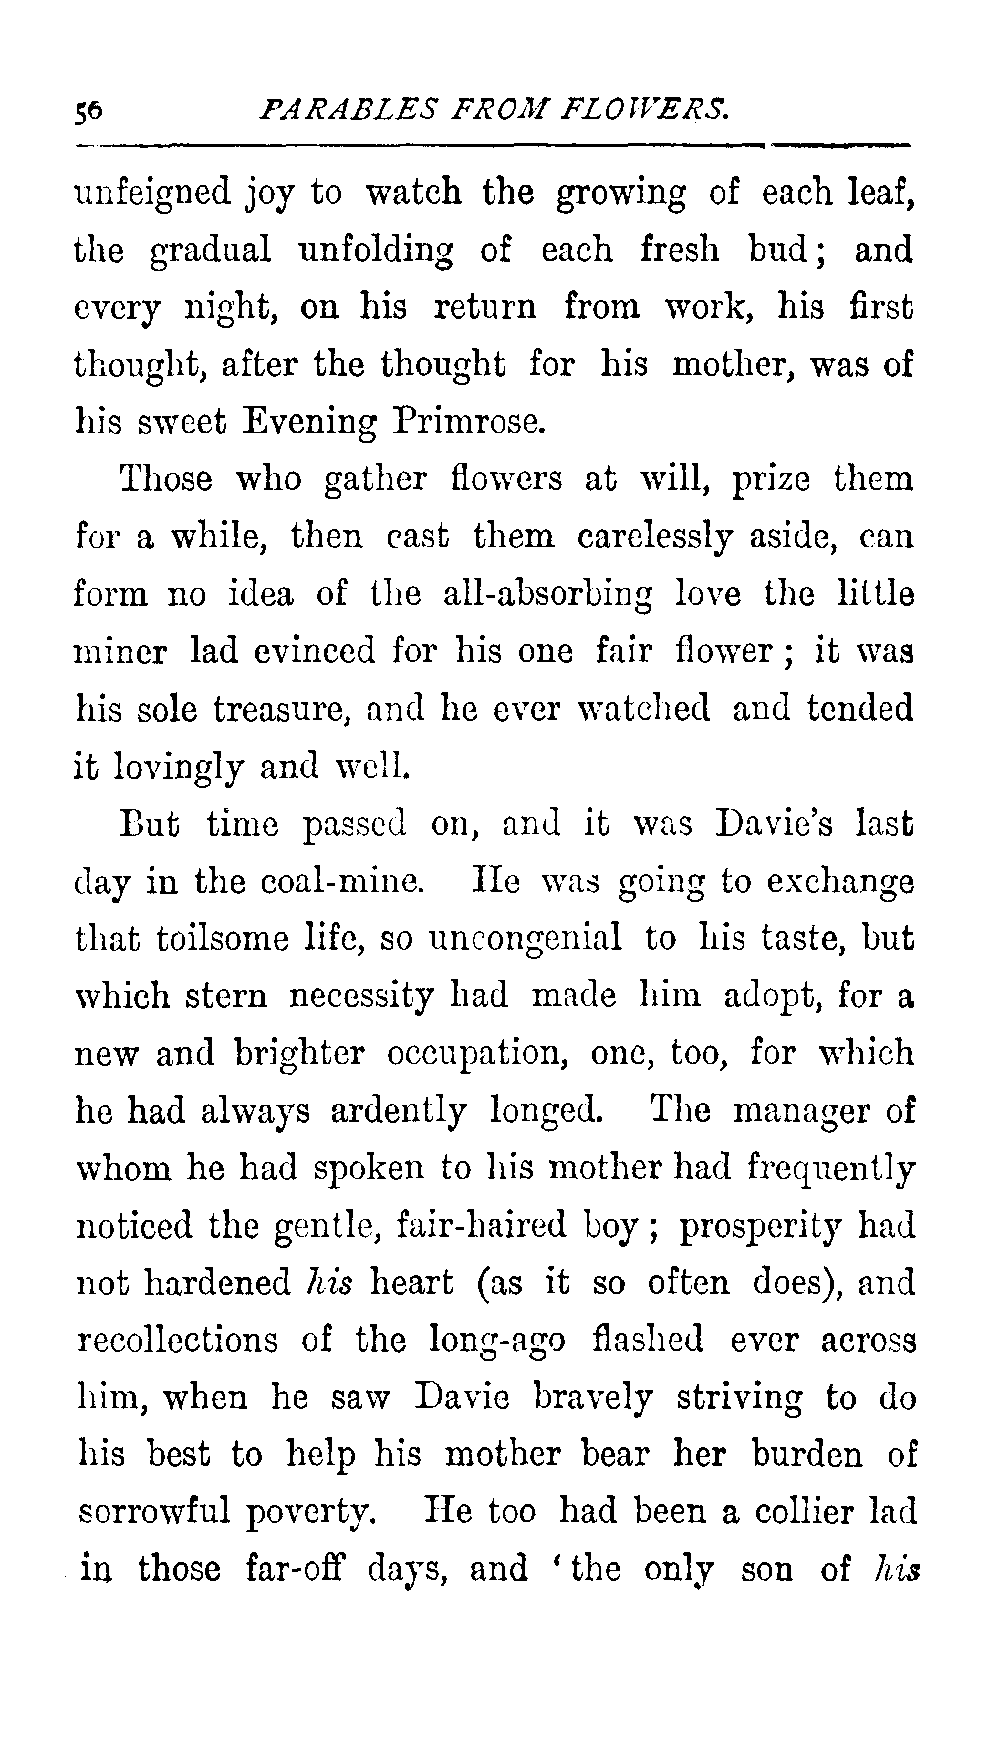 56 PARABLES FROM FLOWERS.
unfeigned joy to watch the growing of each leaf,
the gradual unfolding of each fresh bud; and
every night, on his return from work, his first
thought, after the thought for his mother, was of
his sweet Evening Primrose.
Those who gather flowers at will, prize them
for a while, then cast them carelessly aside, can
form no idea of the all-absorbing love the little
miner lad evinced for his one fair flower; it was
his sole treasure, and he ever watched and tended
it lovingly and well.
But time passed on, and it was Davie's last
day in the coal-mine. He was going to exchange
that toilsome life, so uncongenial to his taste, but
which stern necessity had made him adopt, for a
new and brighter occupation, one, too, for which
he had always ardently longed. The manager of
whom he had spoken to his mother had frequently
noticed the gentle, fair-haired boy; prosperity had
not hardened his heart (as it so often does), and
recollections of the long-ago flashed ever across
him, when he saw Davie bravely striving to do
his best to help his mother bear her burden of
sorrowful poverty. He too had been a collier lad
in those far-off days, and ‘the only son of his